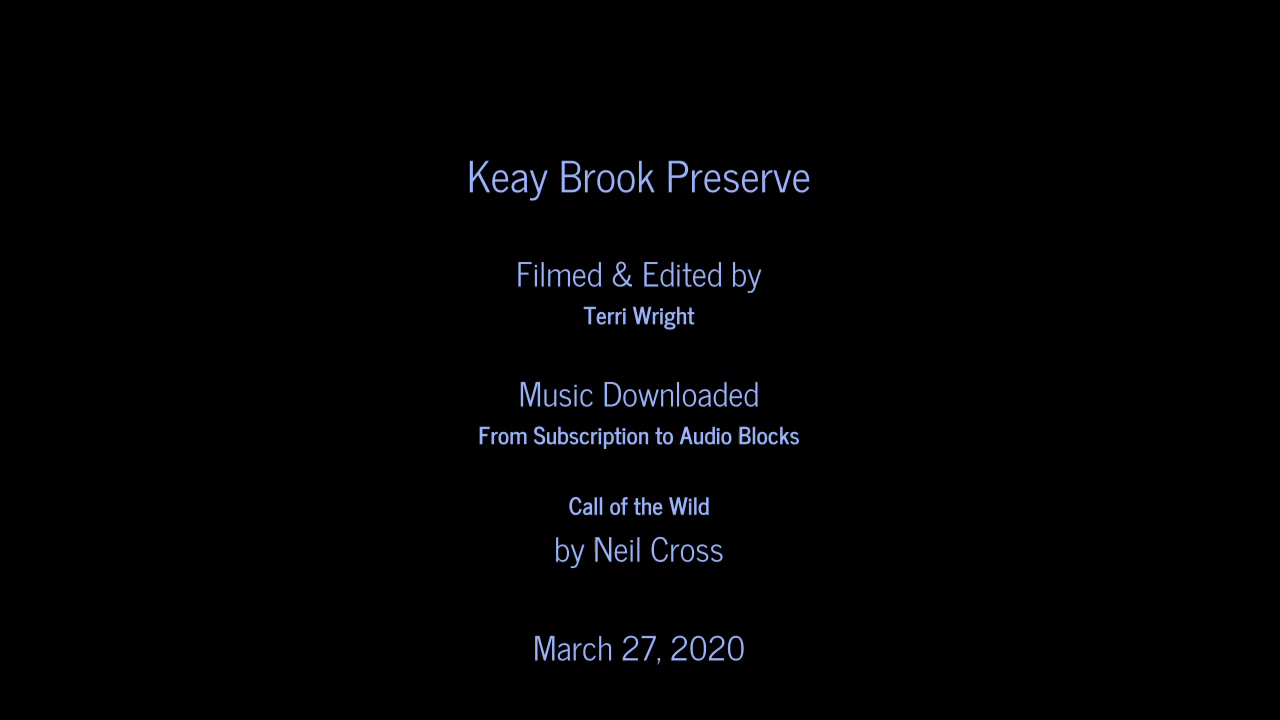 Keay Brook Preserve
Filmed & Edited by
Terri Wright
Music Downloaded
From Subscription to Audio Blocks
Call of the Wild
by Neil Cross
March 27, 2020